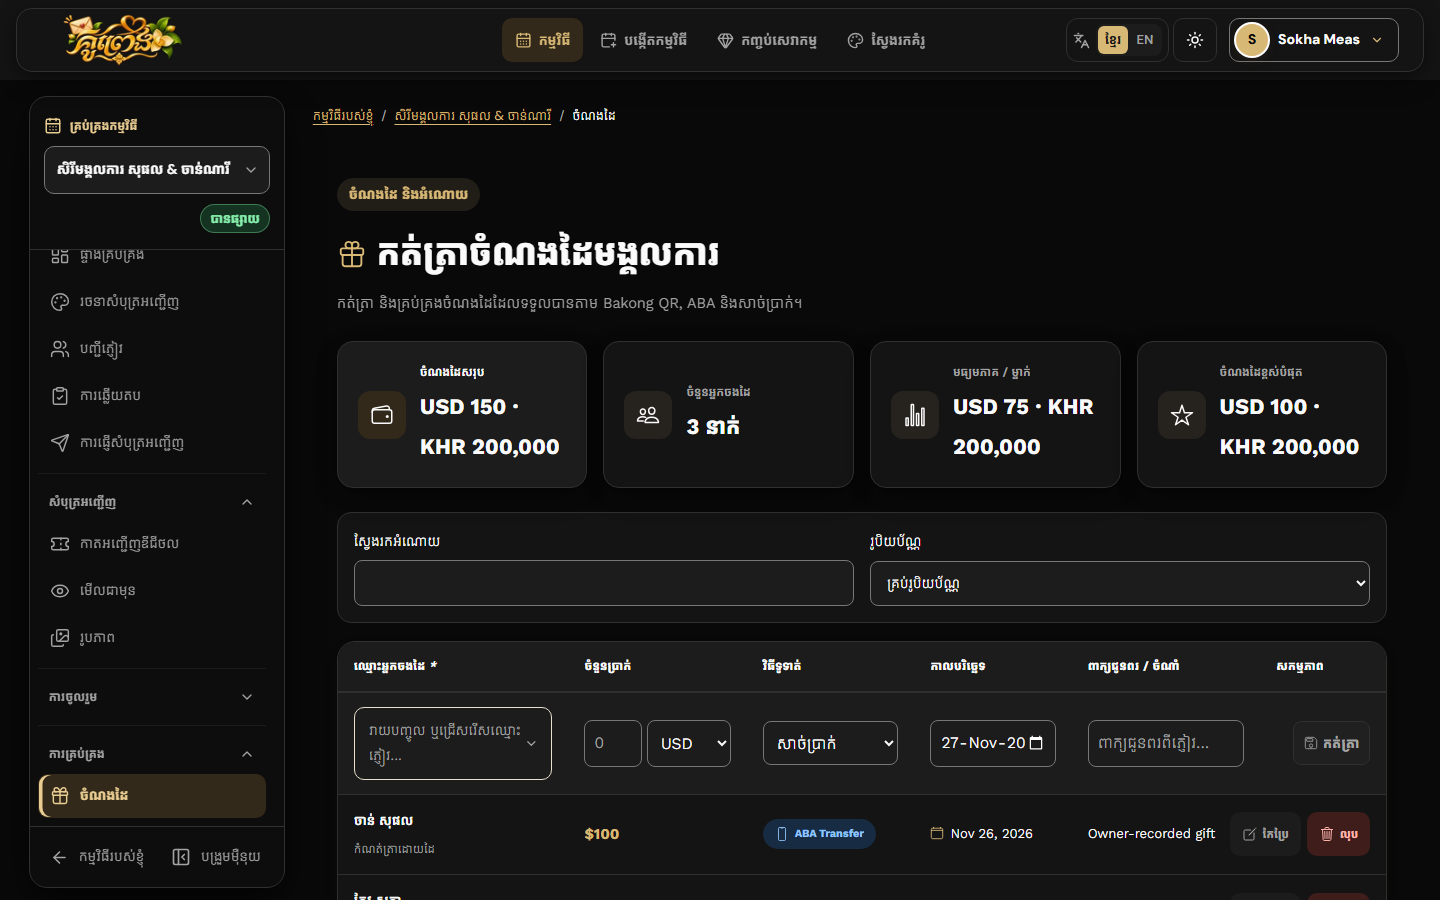 គូព្រេង
កម្មវិធី
បង្កើតកម្មវិធី
កញ្ចប់សេវាកម្ម
ស្វែងរកគំរូ
ខ្មែរ
EN
S
Sokha Meas
គ្រប់គ្រងកម្មវិធី
សិរីមង្គលការ សុផល & ចាន់ណារី
បានផ្សាយ
ផ្ទាំងគ្រប់គ្រង
រចនាសំបុត្រអញ្ជើញ
បញ្ជីភ្ញៀវ
ការឆ្លើយតប
ការផ្ញើសំបុត្រអញ្ជើញ
សំបុត្រអញ្ជើញ
កាតអញ្ជើញឌីជីថល
មើលជាមុន
រូបភាព
ការចូលរួម
ការគ្រប់គ្រង
ចំណងដៃ
កម្មវិធីរបស់ខ្ញុំ
បង្រួមម៉ឺនុយ
កម្មវិធីរបស់ខ្ញុំ / សិរីមង្គលការ សុផល & ចាន់ណារី / ចំណងដៃ
ចំណងដៃ និងអំណោយ
កត់ត្រាចំណងដៃមង្គលការ
កត់ត្រា និងគ្រប់គ្រងចំណងដៃដែលទទួលបានតាម Bakong QR, ABA និងសាច់ប្រាក់។
ចំណងដៃសរុប
USD 150 ·
KHR 200,000
ចំនួនអ្នកចងដៃ
3 នាក់
មធ្យមភាគ / ម្នាក់
USD 75 · KHR
200,000
ចំណងដៃខ្ពស់បំផុត
USD 100 ·
KHR 200,000
ស្វែងរកអំណោយ
រូបិយប័ណ្ណ
គ្រប់រូបិយប័ណ្ណ
ឈ្មោះអ្នកចងដៃ *
ចំនួនប្រាក់
វិធីទូទាត់
កាលបរិច្ឆេទ
ពាក្យជូនពរ / ចំណាំ
សកម្មភាព
វាយបញ្ចូល ឬជ្រើសរើសឈ្មោះ
ភ្ញៀវ...
0
USD
សាច់ប្រាក់
27-Nov-20
ពាក្យជូនពរពីភ្ញៀវ...
កត់ត្រា
ចាន់ សុផល
កំណត់ត្រាដោយដៃ
$100
ABA Transfer
Nov 26, 2026
Owner-recorded gift
កែប្រែ
លុប